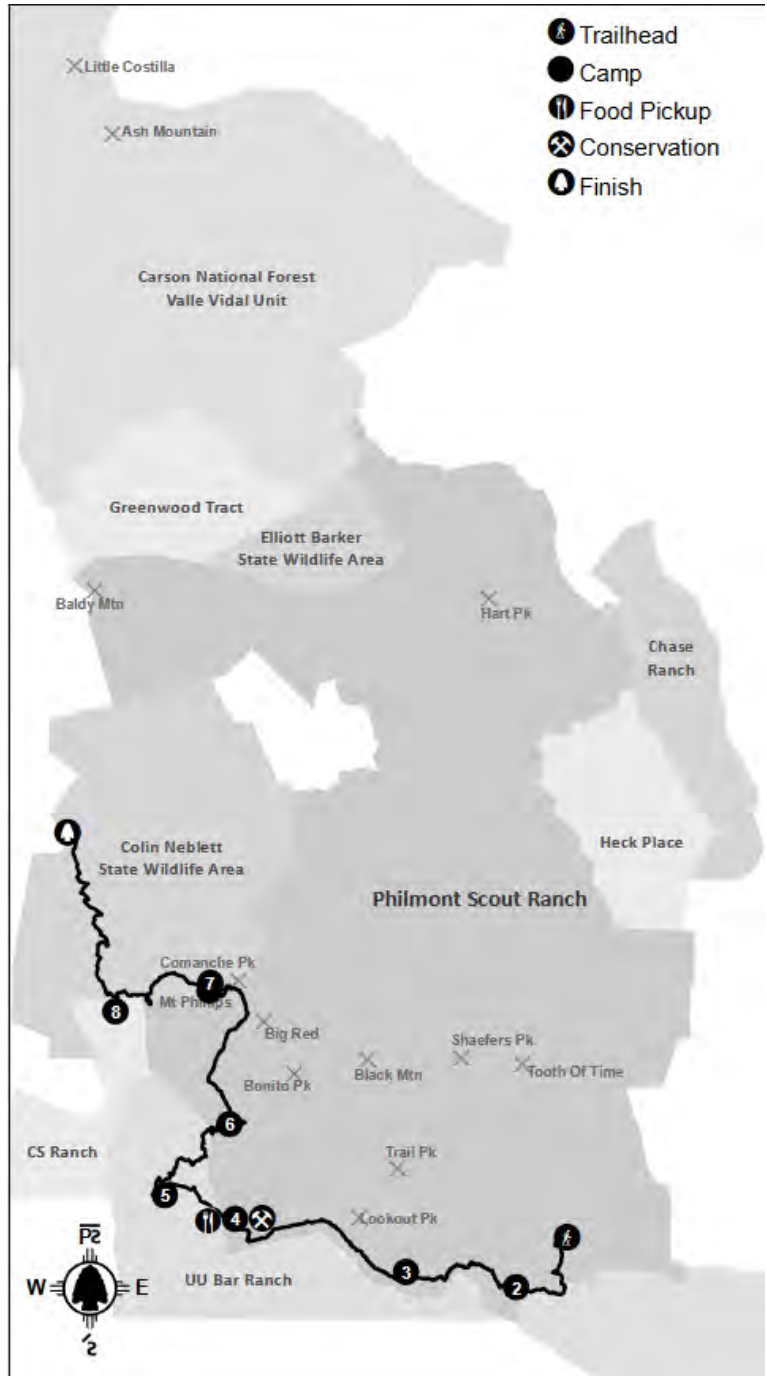 Trailhead
Camp
Food Pickup
Conservation
Finish
Little Costilla
Ash Mountain
Carson National Forest
Valle Vidal Unit
Greenwood Tract
Elliott Barker
State Wildlife Area
Baldy Mtn
Hart Pk
Chase
Ranch
Colin Neblett
State Wildlife Area
Heck Place
Philmont Scout Ranch
Comanche Pk
7
Mt Phillips
8
Big Red
Shaefers Pk
Black Mtn
Tooth Of Time
Bonito Pk
6
CS Ranch
Trail Pk
5
4
Lookout Pk
3
2
UU Bar Ranch
W
E